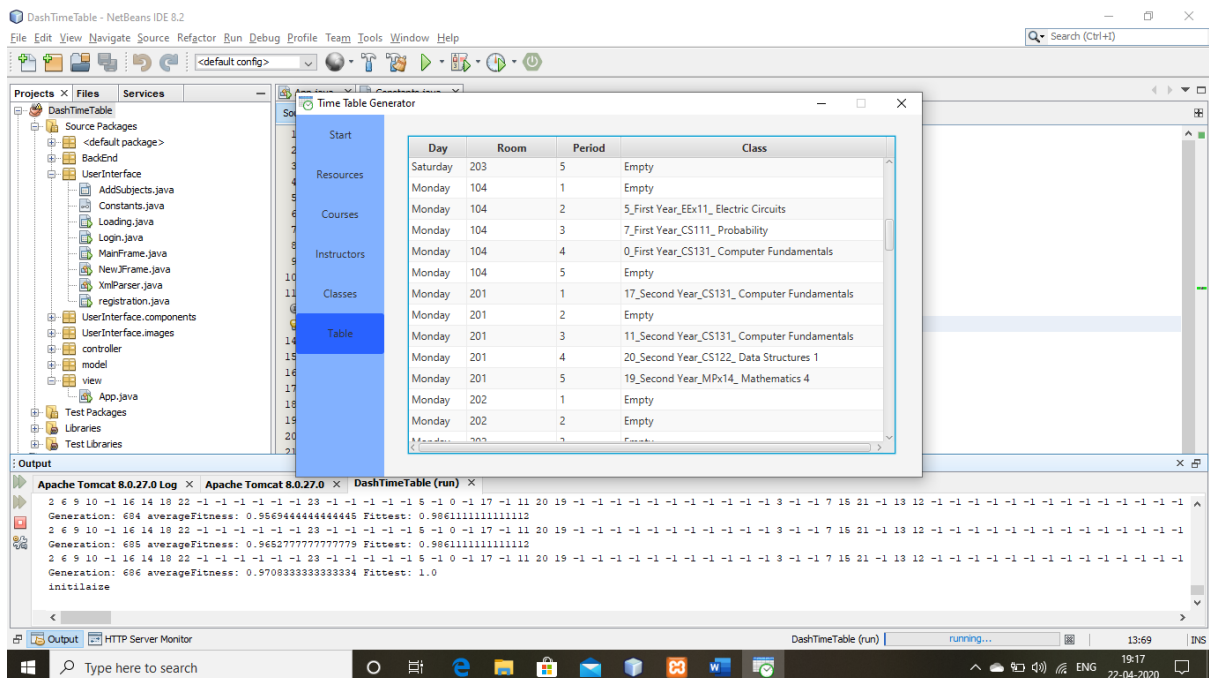 DashTimeTable - NetBeans IDE 8.2
File Edit View Navigate Source Refactor Run Debug Profile Team Tools Window Help
Search (Ctrl+I)
<default config>
Projects Files Services
DashTimeTable
Source Packages
<default package>
BackEnd
UserInterface
AddSubjects.java
Constants.java
Loading.java
Login.java
MainFrame.java
NewJFrame.java
XmlParser.java
registration.java
UserInterface.components
UserInterface.images
controller
model
view
App.java
Test Packages
Libraries
Test Libraries
Time Table Generator
Start
Resources
Courses
Instructors
Classes
Table
Day Room Period Class
Saturday 203 5 Empty
Monday 104 1 Empty
Monday 104 2 5_First Year_EEx11_ Electric Circuits
Monday 104 3 7_First Year_CS111_ Probability
Monday 104 4 0_First Year_CS131_ Computer Fundamentals
Monday 104 5 Empty
Monday 201 1 17_Second Year_CS131_ Computer Fundamentals
Monday 201 2 Empty
Monday 201 3 11_Second Year_CS131_ Computer Fundamentals
Monday 201 4 20_Second Year_CS122_ Data Structures 1
Monday 201 5 19_Second Year_MPx14_ Mathematics 4
Monday 202 1 Empty
Monday 202 2 Empty
Output
Apache Tomcat 8.0.27.0 Log Apache Tomcat 8.0.27.0 DashTimeTable (run)
2 6 9 10 -1 16 14 18 22 -1 -1 -1 -1 -1 23 -1 -1 -1 -1 -1 5 -1 0 -1 17 -1 11 20 19 -1 -1 -1 -1 -1 -1 -1 -1 -1 -1 3 -1 -1 7 15 21 -1 13 12 -1 -1 -1 -1 -1 -1 -1 -1 -1 -1 -1 -1
Generation: 684 averageFitness: 0.9569444444444445 Fittest: 0.9861111111111112
2 6 9 10 -1 16 14 18 22 -1 -1 -1 -1 -1 23 -1 -1 -1 -1 -1 5 -1 0 -1 17 -1 11 20 19 -1 -1 -1 -1 -1 -1 -1 -1 -1 -1 3 -1 -1 7 15 21 -1 13 12 -1 -1 -1 -1 -1 -1 -1 -1 -1 -1 -1 -1
Generation: 685 averageFitness: 0.9652777777777779 Fittest: 0.9861111111111112
2 6 9 10 -1 16 14 18 22 -1 -1 -1 -1 -1 23 -1 -1 -1 -1 -1 5 -1 0 -1 17 -1 11 20 19 -1 -1 -1 -1 -1 -1 -1 -1 -1 -1 3 -1 -1 7 15 21 -1 13 12 -1 -1 -1 -1 -1 -1 -1 -1 -1 -1 -1 -1
Generation: 686 averageFitness: 0.9708333333333334 Fittest: 1.0
initilaize
Output HTTP Server Monitor
DashTimeTable (run) running... 13:69 INS
Type here to search
ENG
19:17
22-04-2020